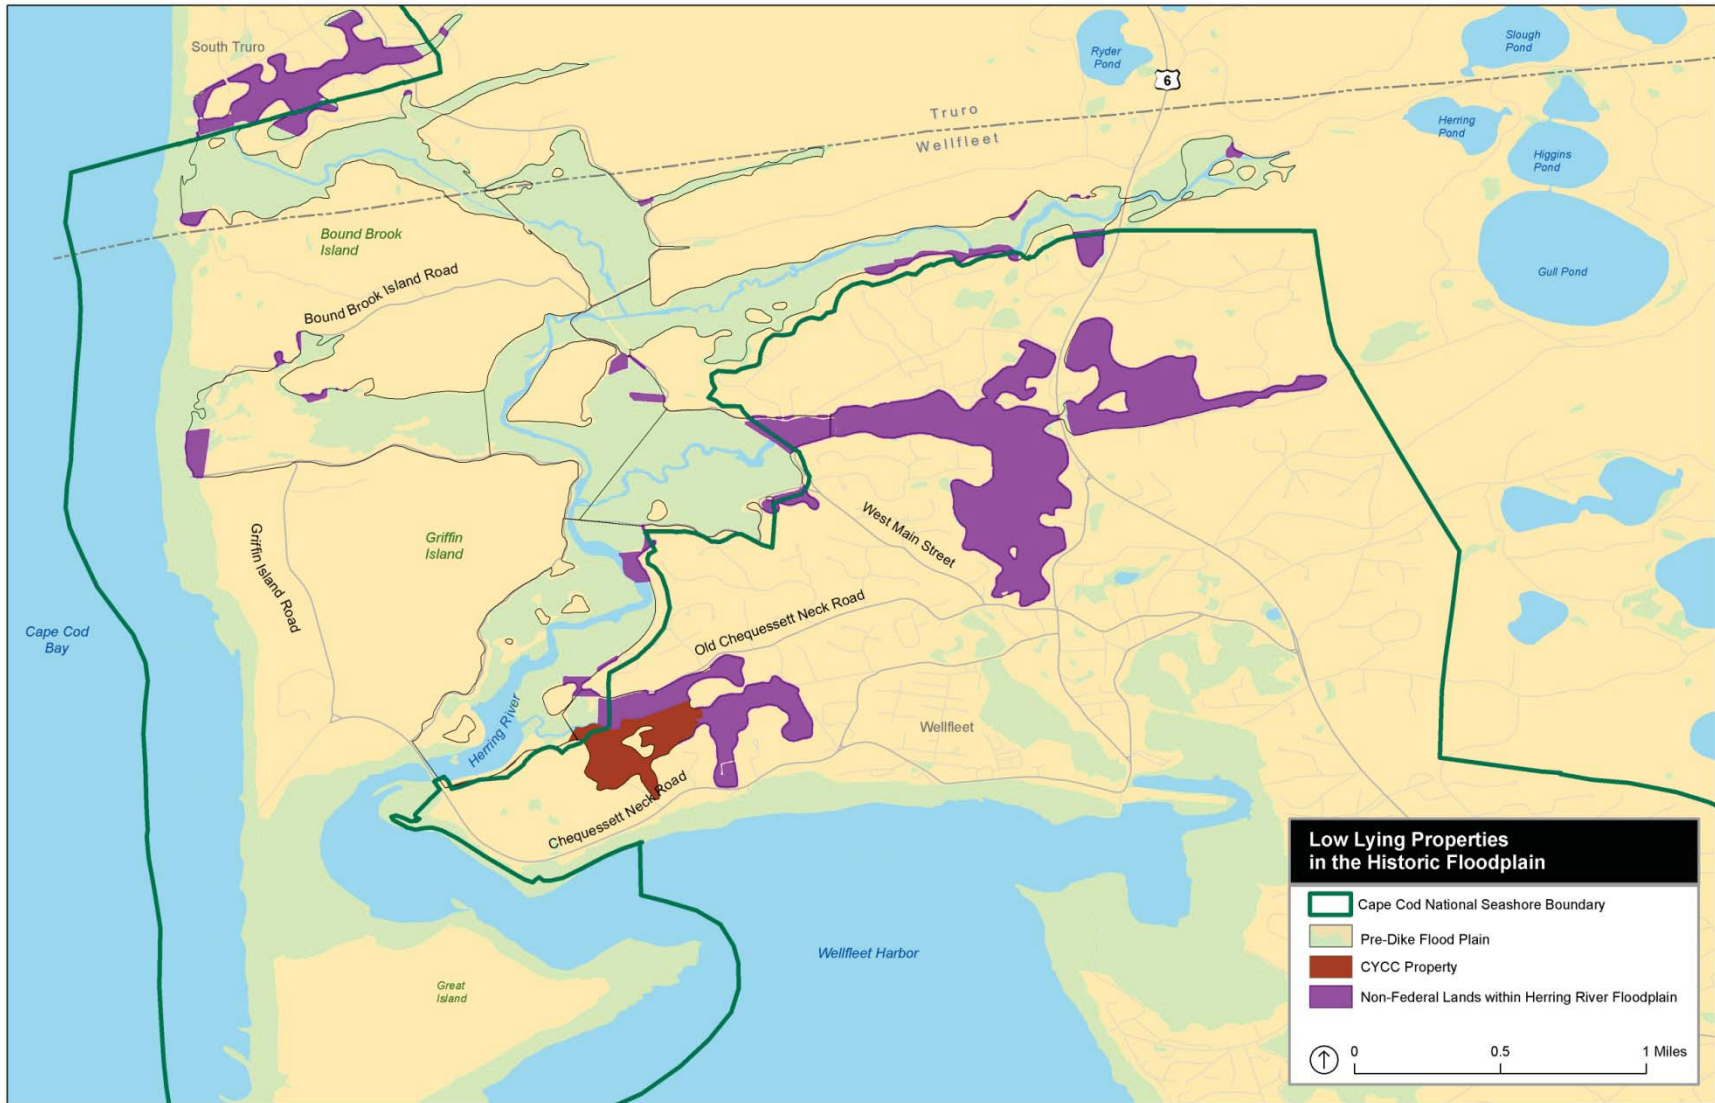 South Truro
Ryder
Pond
Slough
Pond
6
Truro
Wellfleet
Herring
Pond
Higgins
Pond
Gull Pond
Bound Brook
Island
Bound Brook Island Road
Griffin Island Road
Griffin
Island
West Main Street
Old Chequessett Neck Road
Cape Cod
Bay
Herring River
Wellfleet
Chequessett Neck Road
Wellfleet Harbor
Great
Island
Low Lying Properties
in the Historic Floodplain
Cape Cod National Seashore Boundary
Pre-Dike Flood Plain
CYCC Property
Non-Federal Lands within Herring River Floodplain
0 0.5 1 Miles